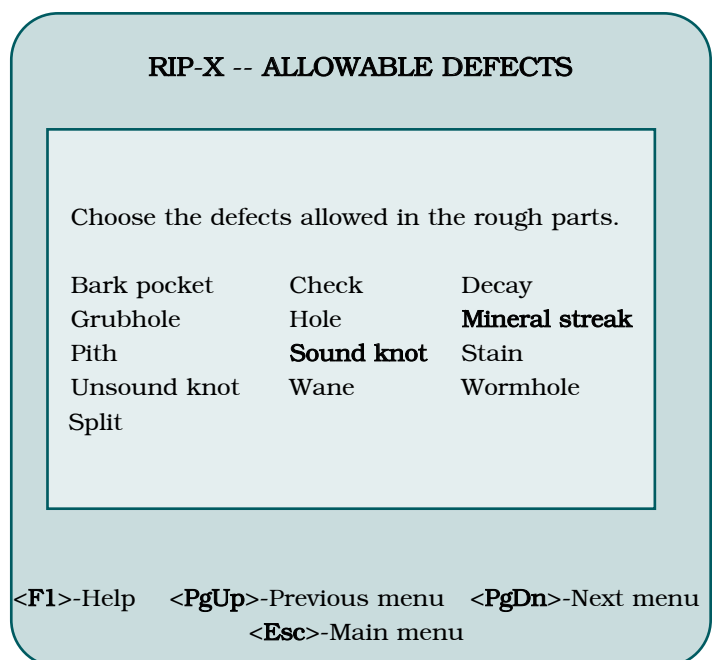 RIP-X -- ALLOWABLE DEFECTS
Choose the defects allowed in the rough parts.
Bark pocket Check Decay
Grubhole Hole Mineral streak
Pith Sound knot Stain
Unsound knot Wane Wormhole
Split
<F1>-Help <PgUp>-Previous menu <PgDn>-Next menu
<Esc>-Main menu